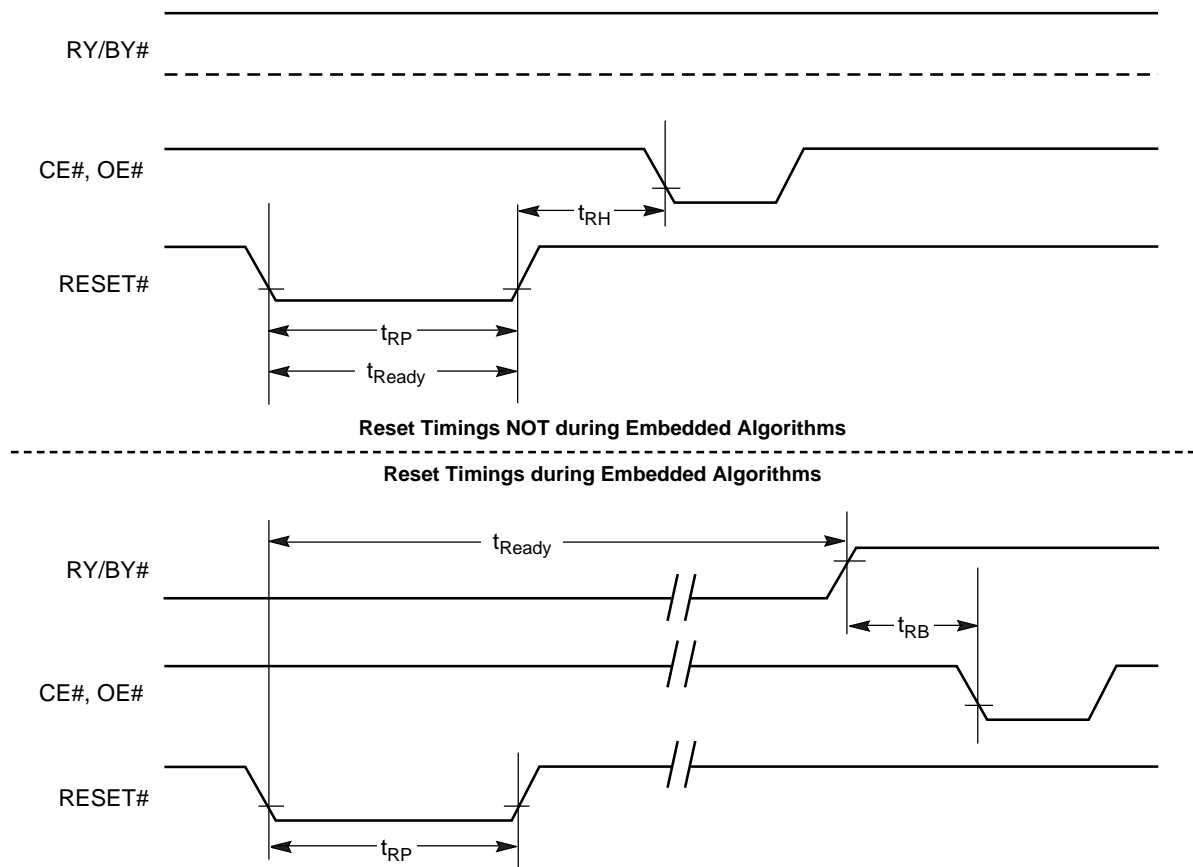 RY/BY#
CE#, OE#
tRH
RESET#
tRP
tReady
Reset Timings NOT during Embedded Algorithms
Reset Timings during Embedded Algorithms
tReady
RY/BY#
tRB
CE#, OE#
RESET#
tRP